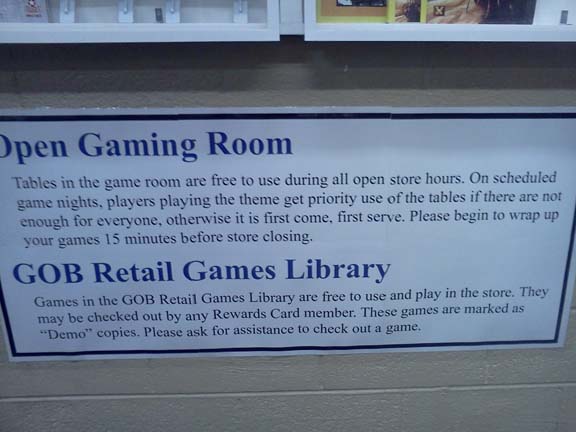 Open Gaming Room
Tables in the game room are free to use during all open store hours. On scheduled
game nights, players playing the theme get priority use of the tables if there are not
enough for everyone, otherwise it is first come, first serve. Please begin to wrap up
your games 15 minutes before store closing.
GOB Retail Games Library
Games in the GOB Retail Games Library are free to use and play in the store. They
may be checked out by any Rewards Card member. These games are marked as
“Demo” copies. Please ask for assistance to check out a game.